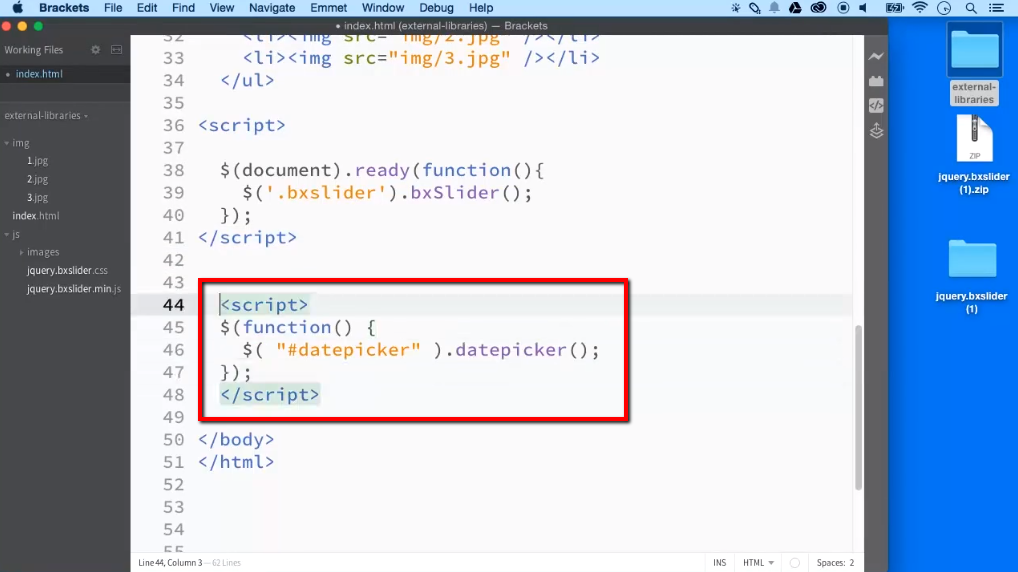 Brackets File Edit Find View Navigate Emmet Window Debug Help
index.html (external-libraries) — Brackets
Working Files
index.html
external-libraries
img
1.jpg
2.jpg
3.jpg
index.html
js
images
jquery.bxslider.css
jquery.bxslider.min.js
32 <li><img src="img/2.jpg" /></li>
33 <li><img src="img/3.jpg" /></li>
34 </ul>
35
36 <script>
37
38 $(document).ready(function(){
39 $('.bxslider').bxSlider();
40 });
41 </script>
42
43
44 <script>
45 $(function() {
46 $( "#datepicker" ).datepicker();
47 });
48 </script>
49
50 </body>
51 </html>
52
53
54
55
Line 44, Column 3 — 62 Lines
INS HTML Spaces: 2
external-
libraries
ZIP
jquery.bxslider
(1).zip
jquery.bxslider
(1)